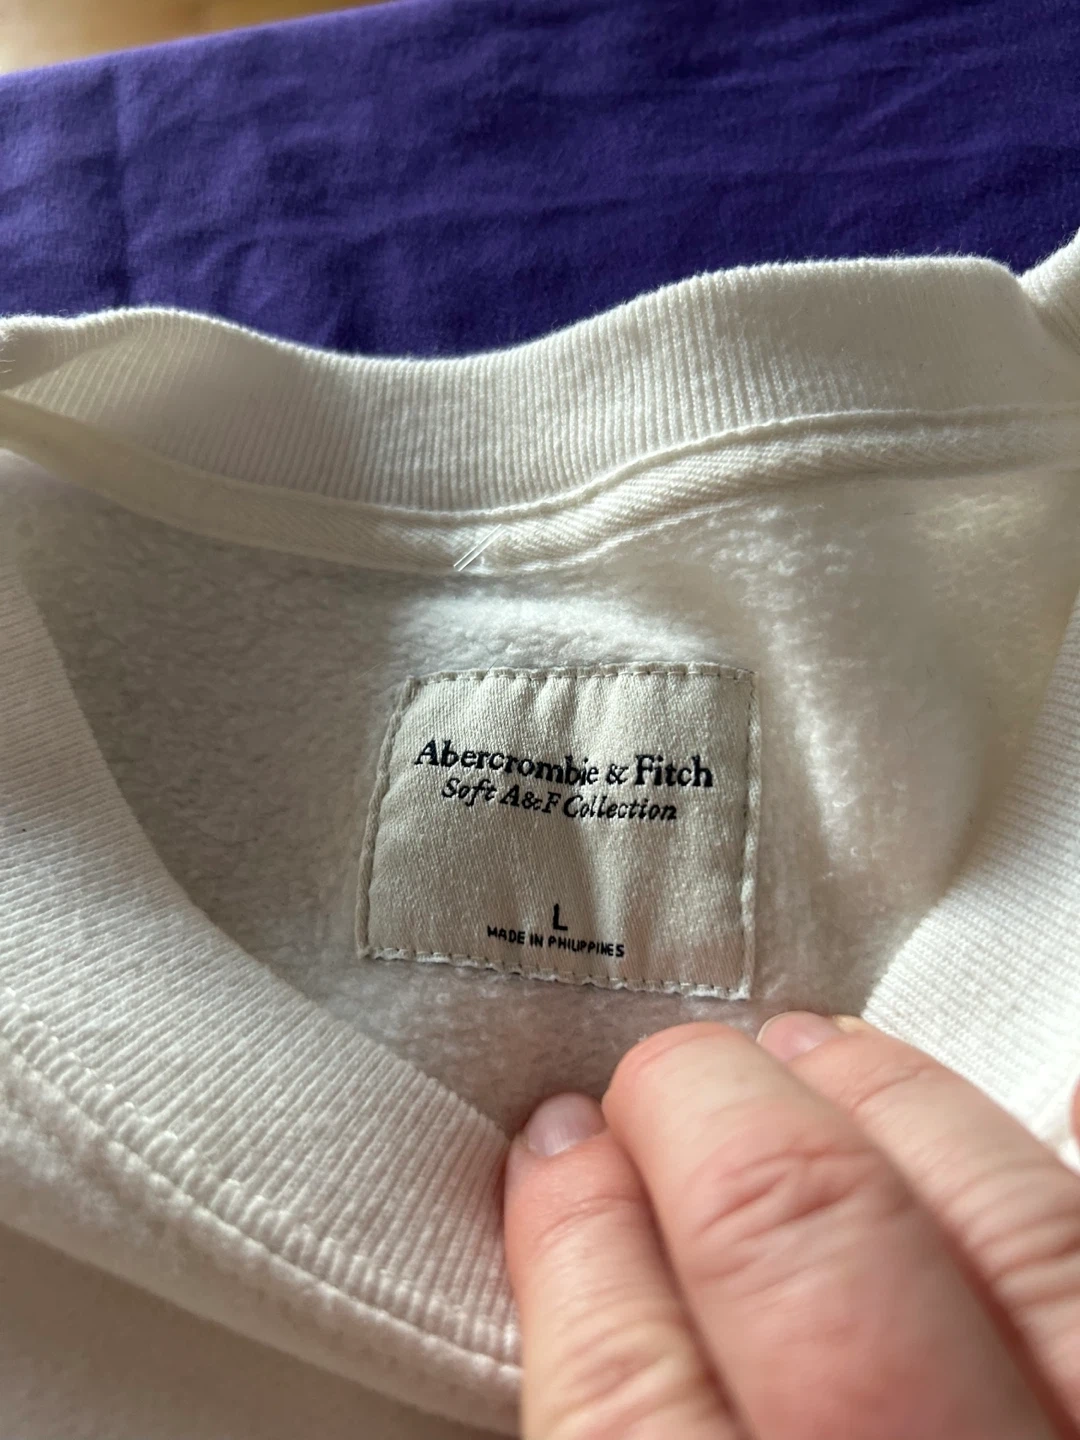 Abercrombie & Fitch
Soft A&F Collection
L
MADE IN PHILIPPINES